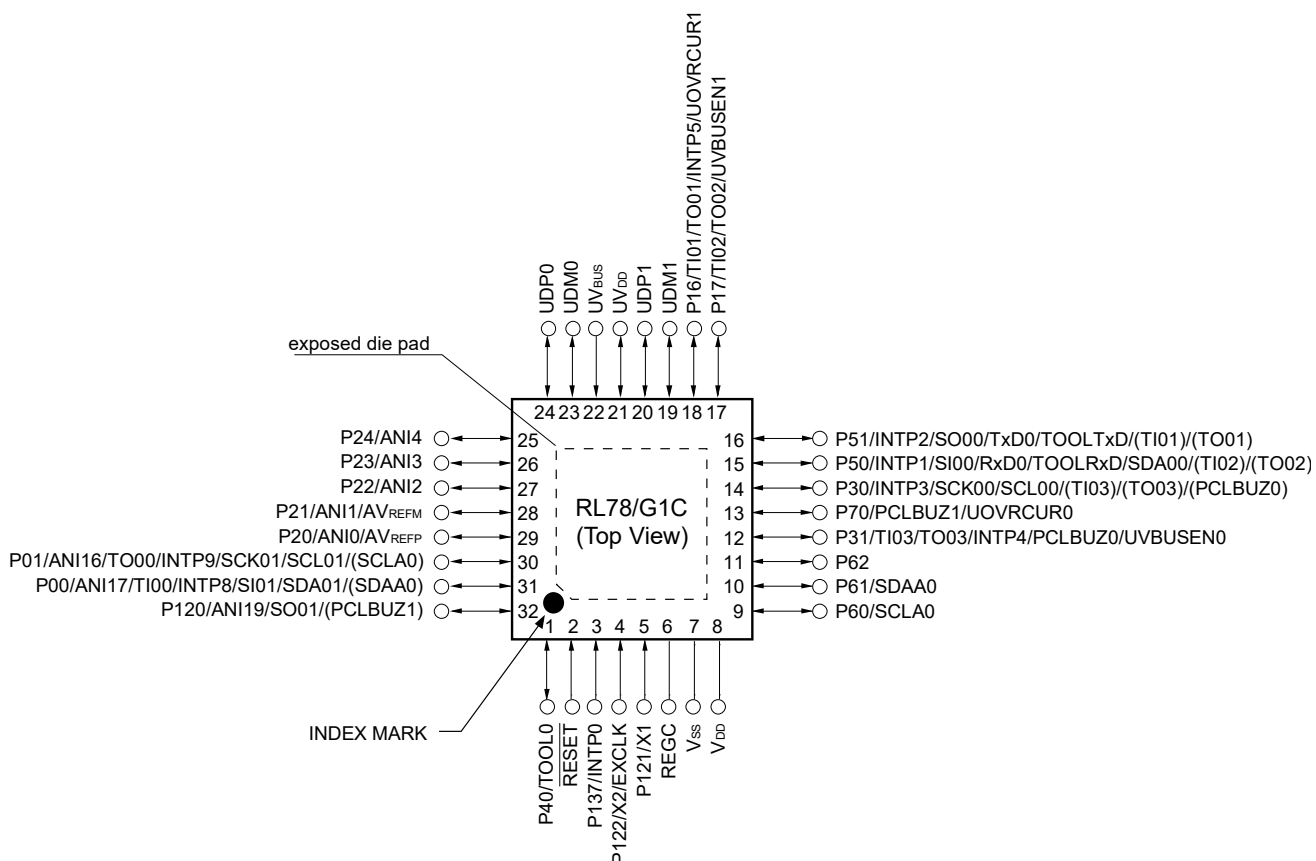 P16/TI01/TO01/INTP5/UOVRCUR1
P17/TI02/TO02/UVBUSEN1
UDP0
UDM0
UVBUS
UVDD
UDP1
UDM1
exposed die pad
24 23 22 21 20 19 18 17
P24/ANI4
25
P23/ANI3
26
P22/ANI2
27
P21/ANI1/AVREFM
28
P20/ANI0/AVREFP
29
P01/ANI16/TO00/INTP9/SCK01/SCL01/(SCLA0)
30
P00/ANI17/TI00/INTP8/SI01/SDA01/(SDAA0)
31
P120/ANI19/SO01/(PCLBUZ1)
32
RL78/G1C
(Top View)
16
P51/INTP2/SO00/TxD0/TOOLTxD/(TI01)/(TO01)
15
P50/INTP1/SI00/RxD0/TOOLRxD/SDA00/(TI02)/(TO02)
14
P30/INTP3/SCK00/SCL00/(TI03)/(TO03)/(PCLBUZ0)
13
P70/PCLBUZ1/UOVRCUR0
12
P31/TI03/TO03/INTP4/PCLBUZ0/UVBUSEN0
11
P62
10
P61/SDAA0
9
P60/SCLA0
1 2 3 4 5 6 7 8
INDEX MARK
P40/TOOL0
RESET
P137/INTP0
P122/X2/EXCLK
P121/X1
REGC
VSS
VDD